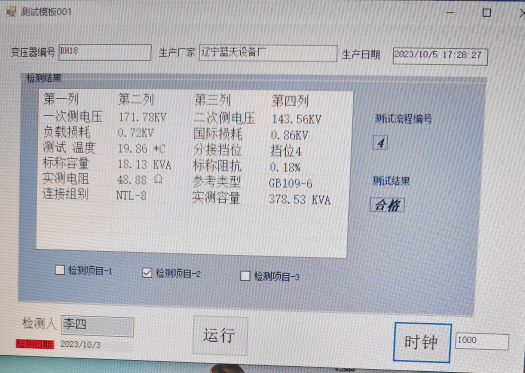 测试模板001
变压器编号 BH18 生产厂家 辽宁蓝天设备厂 生产日期 2023/10/5 17:28:27
检测结果
第一列 第二列 第三列 第四列
一次侧电压 171.78KV 二次侧电压 143.56KV
负载损耗 0.72KV 国际损耗 0.86KV
测试 温度 19.86 *C 分接挡位 挡位4
标称容量 18.13 KVA 标称阻抗 0.18%
实测电阻 48.88 Ω 参考类型 GB109-6
连接组别 NTL-8 实测容量 378.53 KVA
测试流程编号
4
测试结果
合格
检测项目-1 检测项目-2 检测项目-3
检测人 李四
检测日期 2023/10/3
运行
时钟 1000